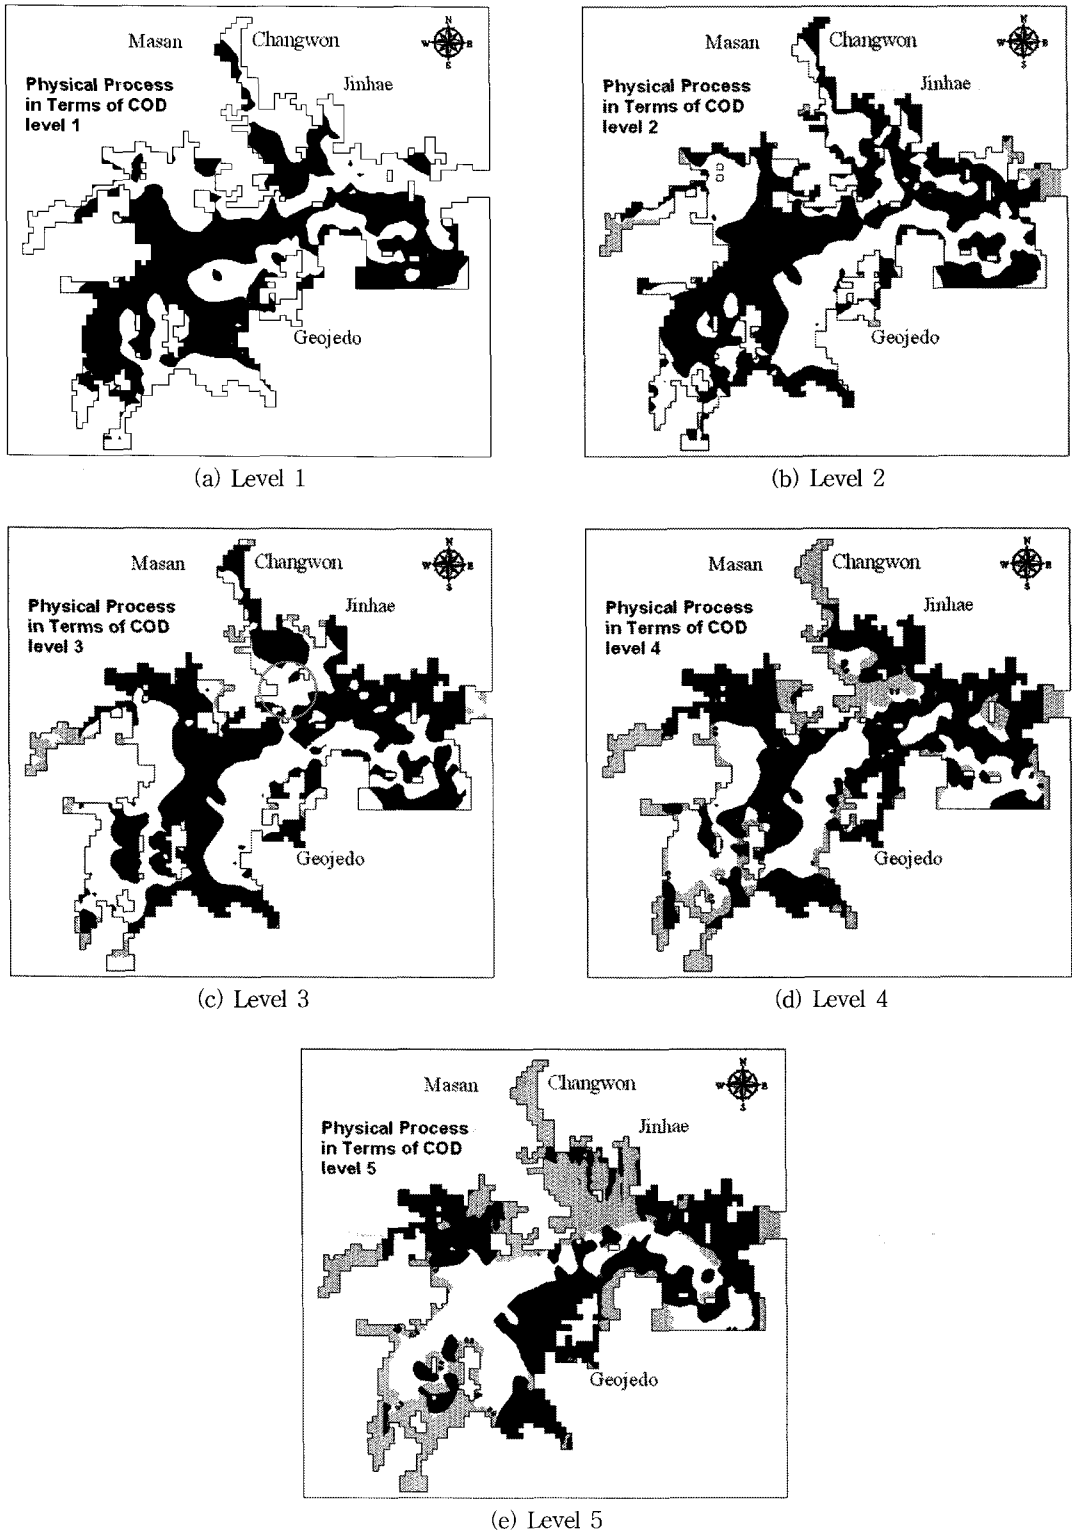 Masan
Changwon
N
W E
E
Jinhae
Physical Process
in Terms of COD
level 1
Geojedo
(a) Level 1
Masan
Changwon
N
W E
S
Jinhae
Physical Process
in Terms of COD
level 2
Geojedo
(b) Level 2
Masan
Changwon
N
W E
S
Jinhae
Physical Process
in Terms of COD
level 3
Geojedo
(c) Level 3
Masan
Changwon
N
W E
S
Jinhae
Physical Process
in Terms of COD
level 4
Geojedo
(d) Level 4
Masan
Changwon
N
W E
S
Jinhae
Physical Process
in Terms of COD
level 5
Geojedo
(e) Level 5